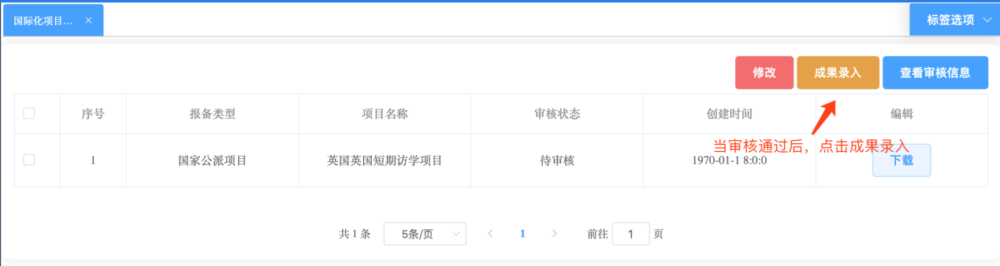 国际化项目... ×
标签选项
修改 成果录入 查看审核信息
序号 报备类型 项目名称 审核状态 创建时间 编辑
当审核通过后，点击成果录入
1 国家公派项目 英国英国短期访学项目 待审核 1970-01-1 8:0:0 下载
共 1 条 5条/页 1 前往 1 页